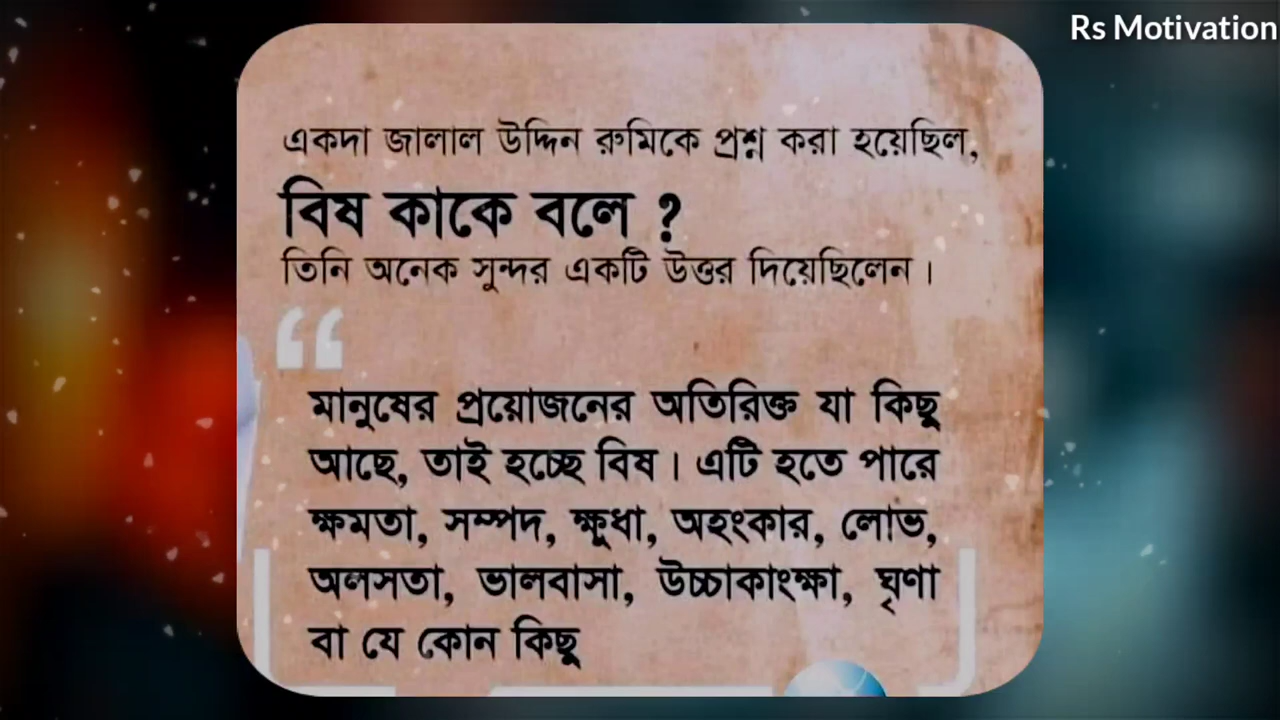 Rs Motivation
একদা জালাল উদ্দিন রুমিকে প্রশ্ন করা হয়েছিল,
বিষ কাকে বলে ?
তিনি অনেক সুন্দর একটি উত্তর দিয়েছিলেন ।
“
মানুষের প্রয়োজনের অতিরিক্ত যা কিছু
আছে, তাই হচ্ছে বিষ । এটি হতে পারে
ক্ষমতা, সম্পদ, ক্ষুধা, অহংকার, লোভ,
অলসতা, ভালবাসা, উচ্চাকাংক্ষা, ঘৃণা
বা যে কোন কিছু